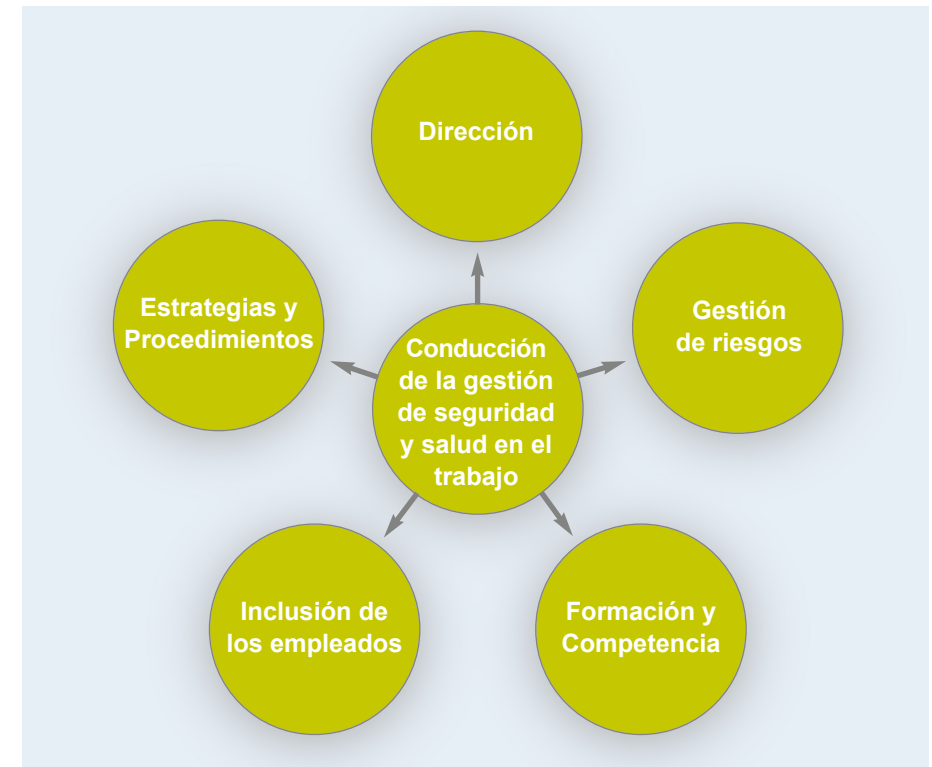 Dirección
Estrategias y
Procedimientos
Gestión
de riesgos
Conducción
de la gestión
de seguridad
y salud en el
trabajo
Inclusión de
los empleados
Formación y
Competencia